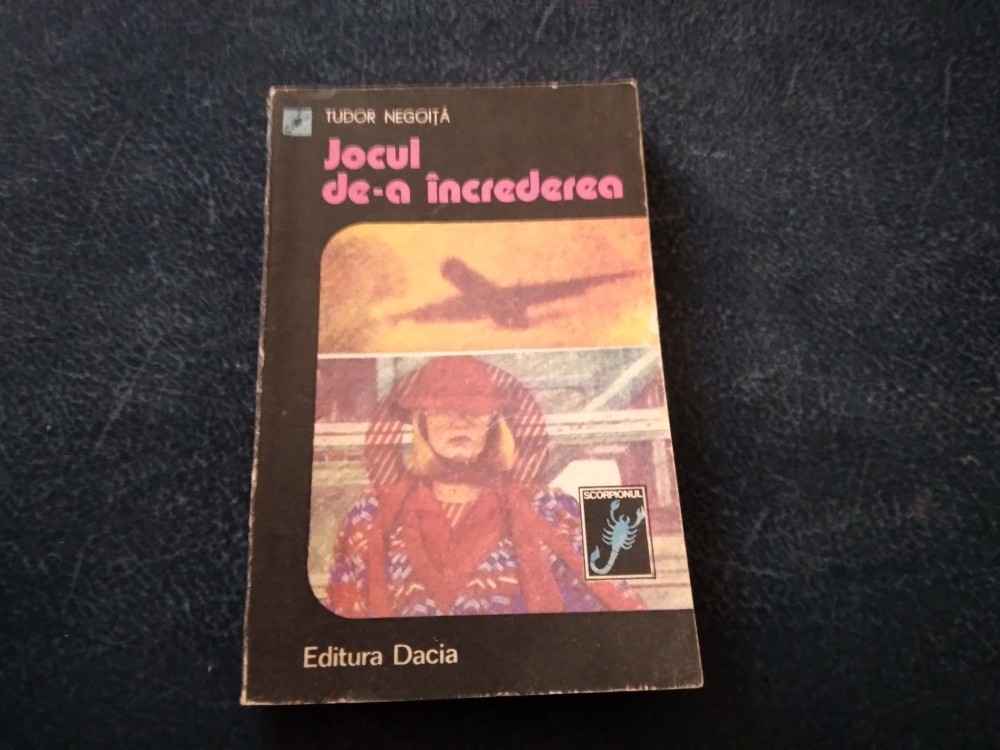 TUDOR NEGOIȚĂ
Jocul
de-a încrederea
SCORPIONUL
Editura Dacia